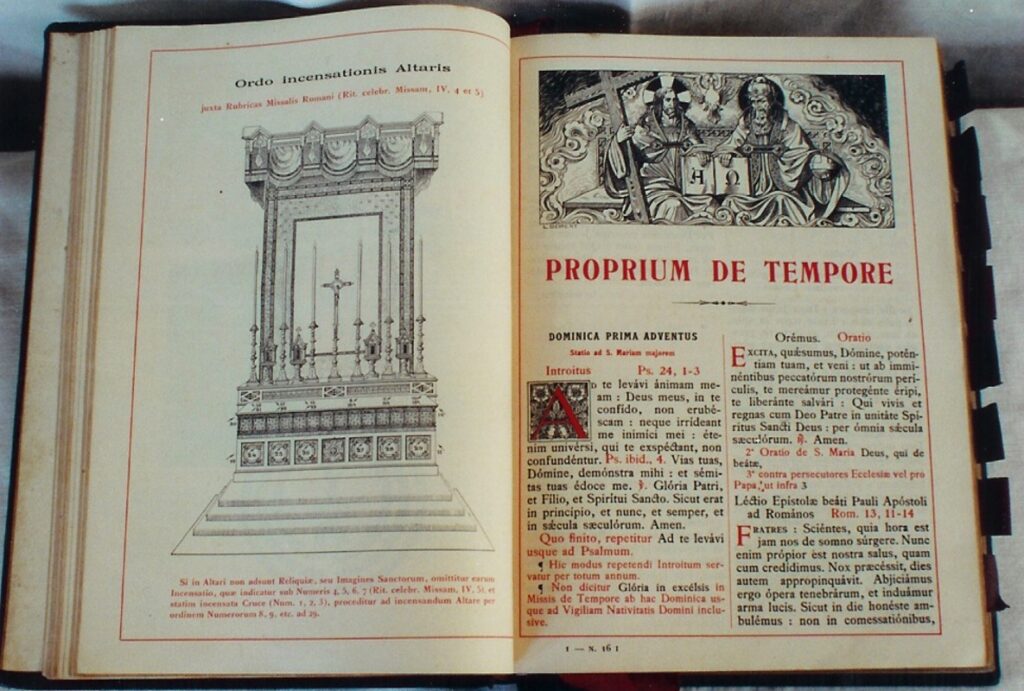 Ordo incensationis Altaris
juxta Rubricas Missalis Romani (Rit. celebr. Missam, IV. 4 et 5)
Si in Altari non adsunt Reliquiæ, seu Imagines Sanctorum, omittitur earum
Incensatio, quæ indicatur sub Numeris 4, 5, 6, 7 (Rit. celebr. Missam, IV. 5), et
statim incensata Cruce (Num. 1, 2, 3), proceditur ad incensandum Altare per
ordinem Numerorum 8, 9, etc. ad 29.
A Ω
PROPRIUM DE TEMPORE
DOMINICA PRIMA ADVENTUS
Statio ad S. Mariam majorem
Introitus Ps. 24, 1-3
AD te levávi ánimam me-
am : Deus meus, in te
confído, non erubé-
scam : neque irrídeant
me inimíci mei : éte-
nim univérsi, qui te exspéctant, non
confundéntur. Ps. ibid., 4. Vias tuas,
Dómine, demónstra mihi : et sémi-
tas tuas édoce me. ℣. Glória Patri,
et Fílio, et Spirítui Sancto. Sicut erat
in princípio, et nunc, et semper, et
in sǽcula sæculórum. Amen.
Quo finito, repetitur Ad te levávi
usque ad Psalmum.
¶ Hic modus repetendi Introitum ser-
vatur per totum annum.
¶ Non dicitur Glória in excélsis in
Missis de Tempore ab hac Dominica us-
que ad Vigiliam Nativitatis Domini inclu-
sive.
Orémus. Oratio
EXCITA, quǽsumus, Dómine, potén-
tiam tuam, et veni : ut ab immi-
néntibus peccatórum nostrórum perí-
culis, te mereámur protegénte éripi,
te liberánte salvári : Qui vivis et
regnas cum Deo Patre in unitáte Spí-
ritus Sancti Deus : per ómnia sǽcula
sæculórum. ℟. Amen.
2ª Oratio de S. Maria Deus, qui de
beátæ,
3ª contra persecutores Ecclesiæ vel pro
Papa, ut infra 3
Léctio Epístolæ beáti Pauli Apóstoli
ad Romános Rom. 13, 11-14
FRATRES : Sciéntes, quia hora est
jam nos de somno súrgere. Nunc
enim própior est nostra salus, quam
cum credídimus. Nox præcéssit, dies
autem appropinquávit. Abjiciámus
ergo ópera tenebrárum, et induámur
arma lucis. Sicut in die honéste am-
bulémus : non in comessatiónibus,
1 — N. 16 I